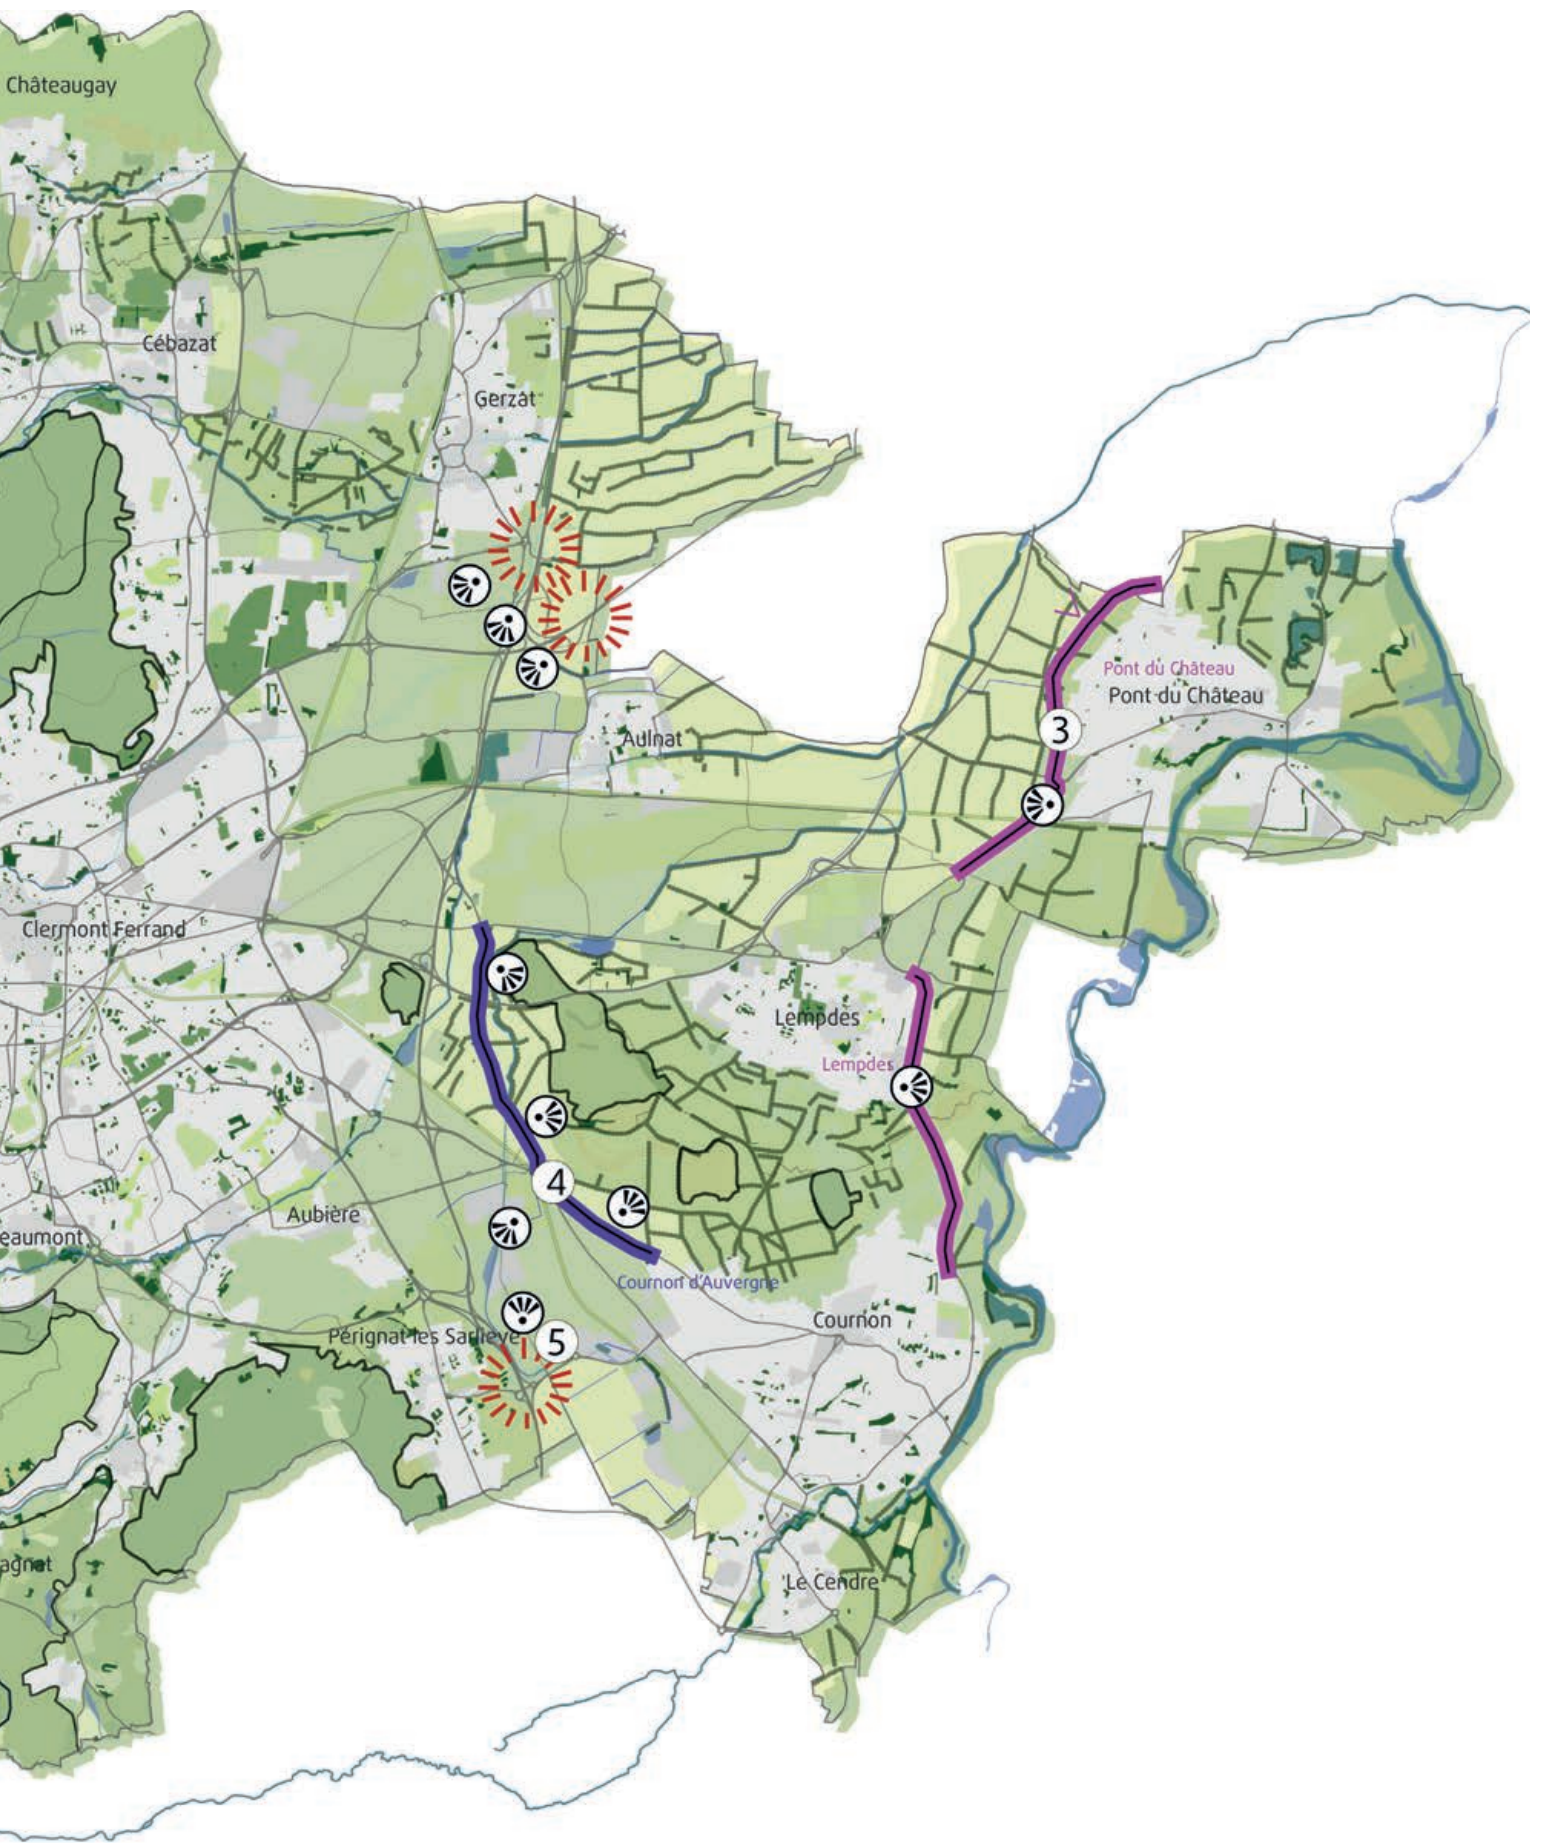 Châteaugay
Cébazat
Gerzat
Pont du Château
Pont du Château
3
Aulnat
Clermont Ferrand
Lempdes
Lempdes
4
Aubière
eaumont
Cournon d'Auvergne
Cournon
Pérignat les Sarlieve
5
agnat
Le Cendre